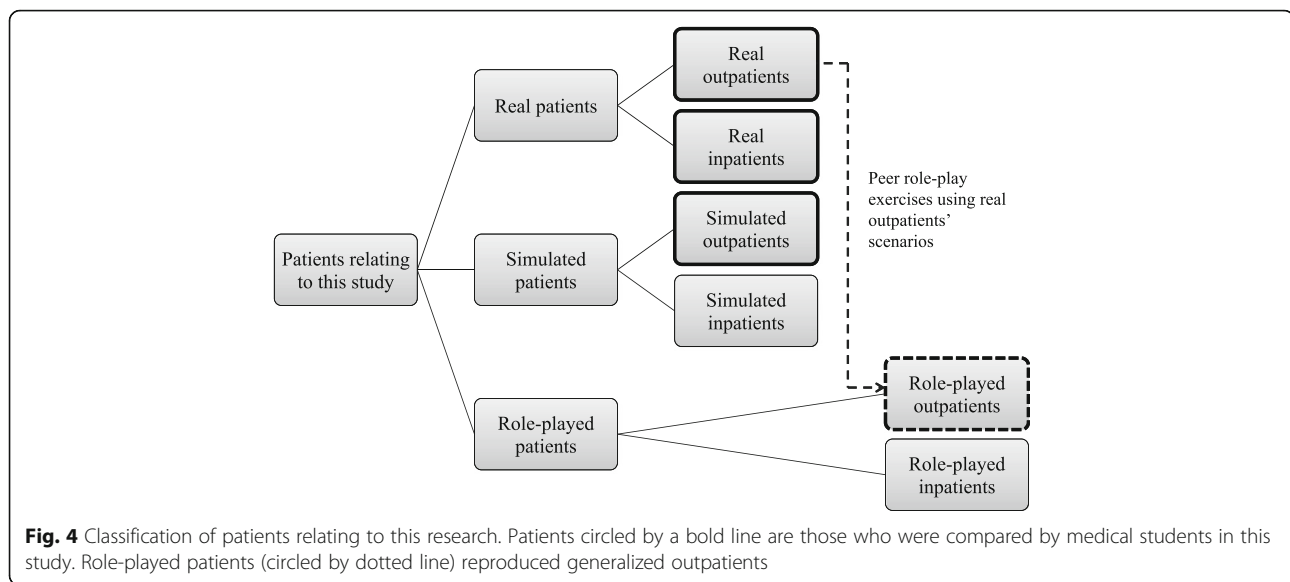 Real
outpatients
Real patients
Real
inpatients
Peer role-play
exercises using real
outpatients'
scenarios
Simulated
outpatients
Patients relating
to this study
Simulated
patients
Simulated
inpatients
Role-played
outpatients
Role-played
patients
Role-played
inpatients
Fig. 4 Classification of patients relating to this research. Patients circled by a bold line are those who were compared by medical students in this
study. Role-played patients (circled by dotted line) reproduced generalized outpatients